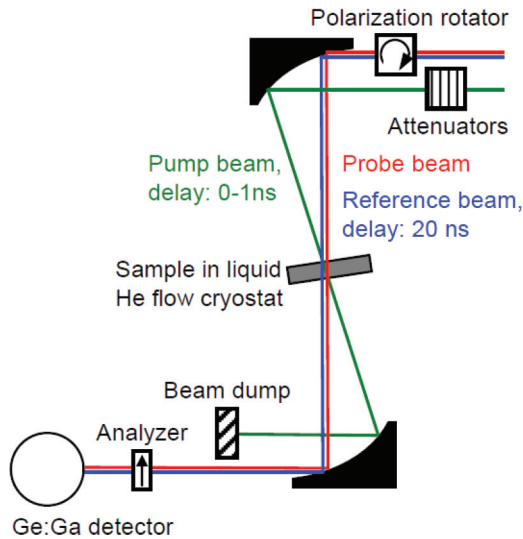 Polarization rotator
Attenuators
Pump beam,
delay: 0-1ns
Probe beam
Reference beam,
delay: 20 ns
Sample in liquid
He flow cryostat
Beam dump
Analyzer
Ge:Ga detector